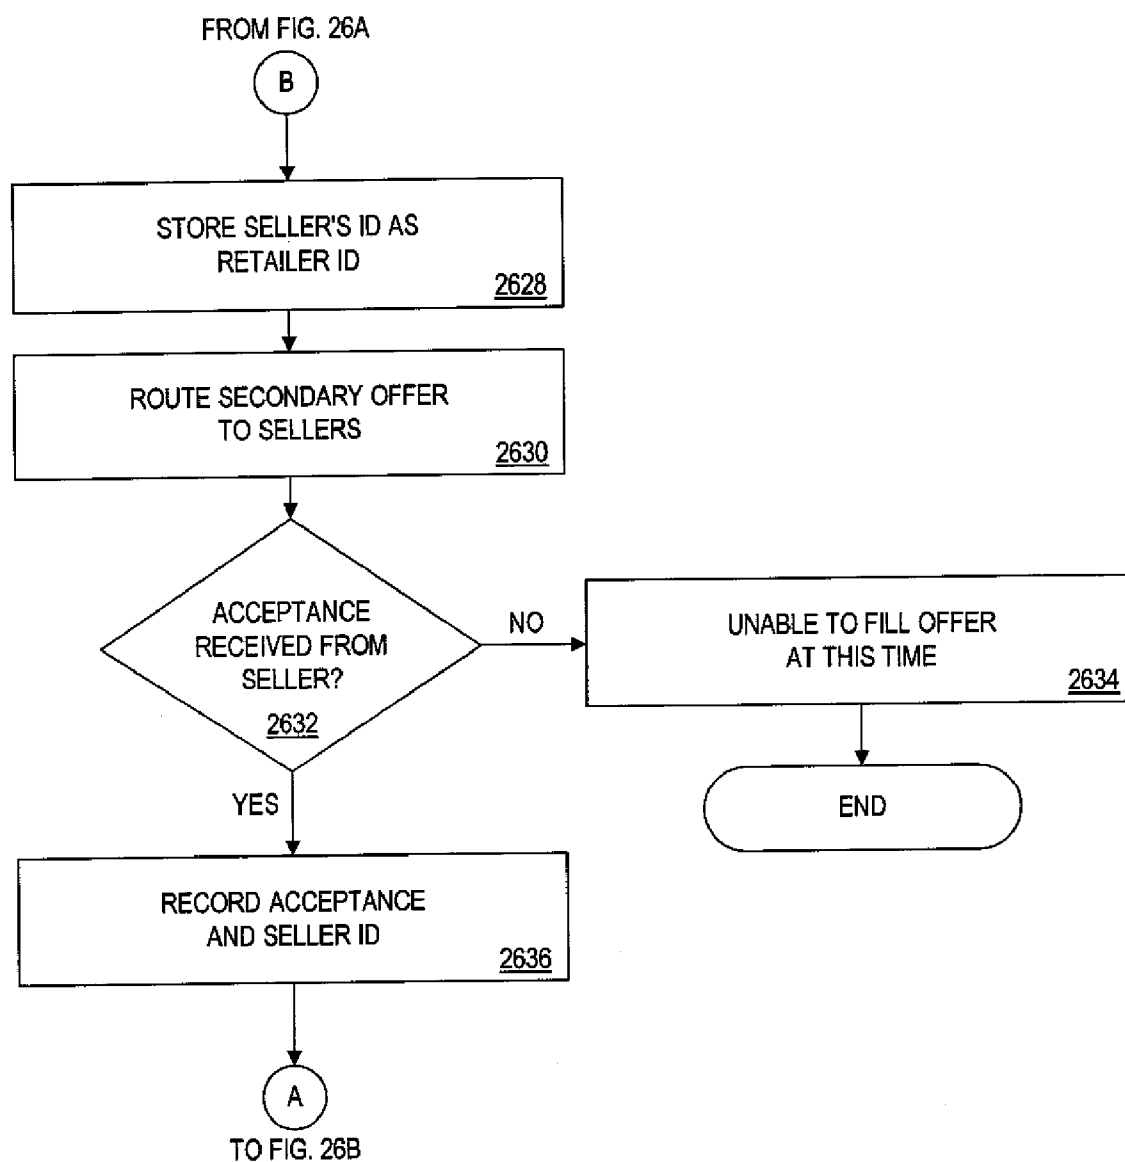 FROM FIG. 26A
B
STORE SELLER'S ID AS
RETAILER ID
2628
ROUTE SECONDARY OFFER
TO SELLERS
2630
ACCEPTANCE
RECEIVED FROM
SELLER?
2632
NO
UNABLE TO FILL OFFER
AT THIS TIME
2634
END
YES
RECORD ACCEPTANCE
AND SELLER ID
2636
A
TO FIG. 26B